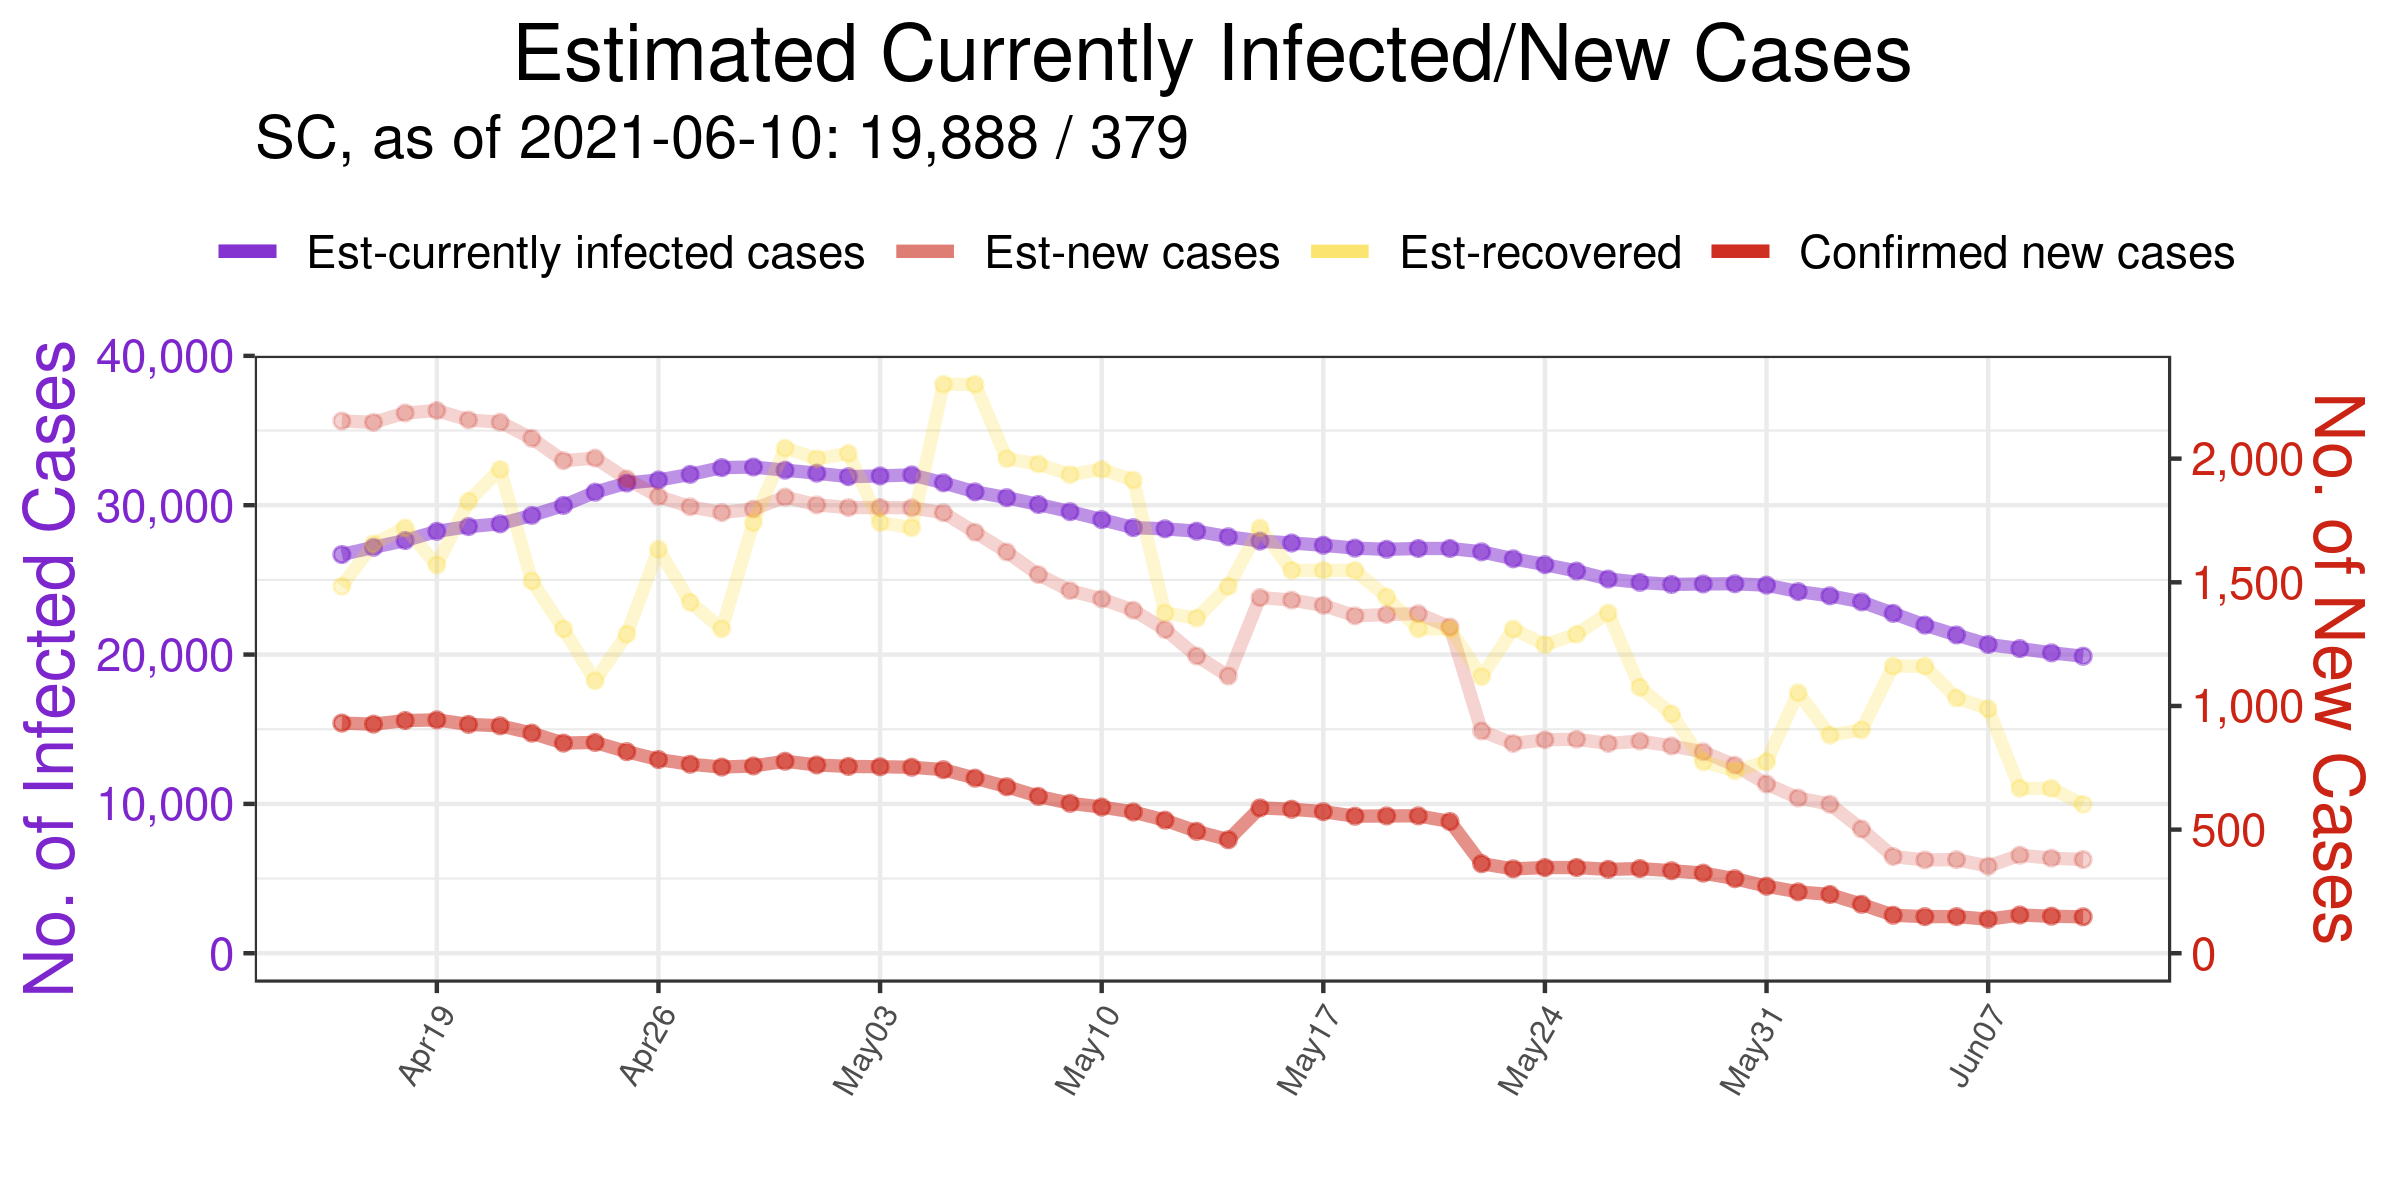 Estimated Currently Infected/New Cases
SC, as of 2021-06-10: 19,888 / 379
Est-currently infected cases Est-new cases Est-recovered Confirmed new cases
No. of Infected Cases
40,000
30,000
20,000
10,000
0
2,000
1,500
1,000
500
0
No. of New Cases
Apr19 Apr26 May03 May10 May17 May24 May31 Jun07